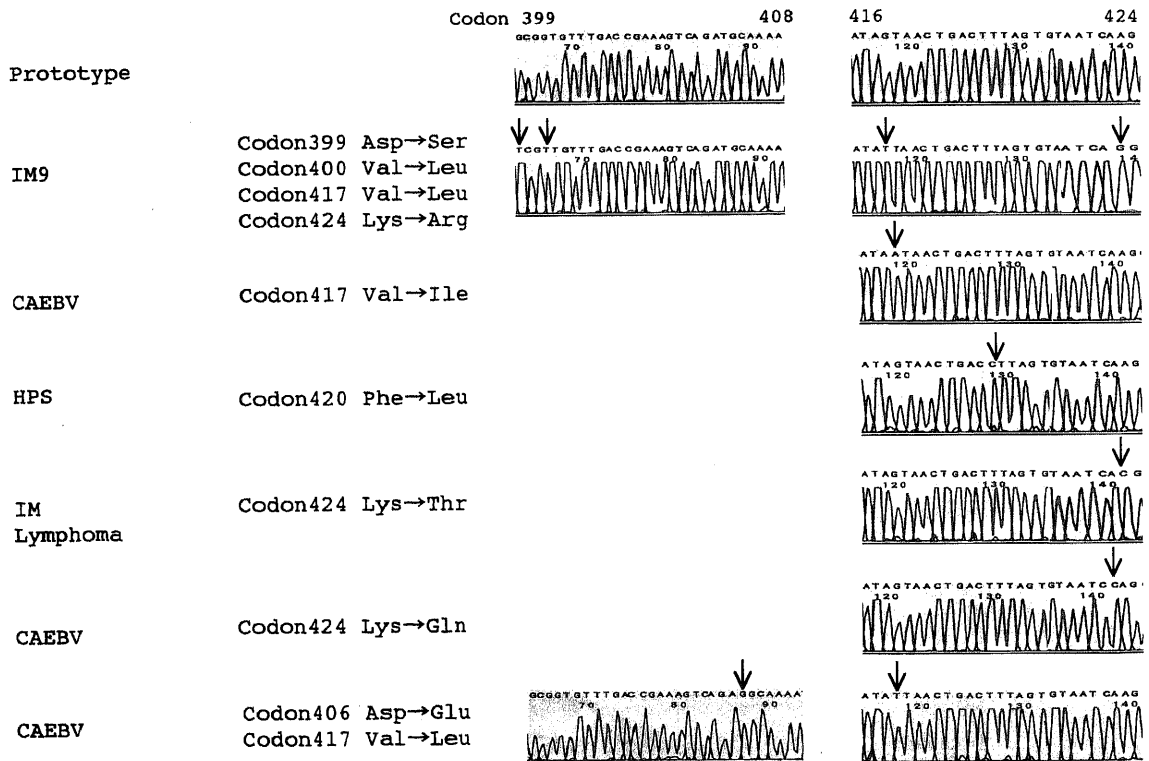 Codon 399 408 416 424
Prototype
GCGGTGTTTGACCGAAAGTCAGATGCAAAA ATAGTAACTGACTTTAGTGTAATCAAG
70 80 90 120 130 140
IM9
Codon399 Asp→Ser
Codon400 Val→Leu
Codon417 Val→Leu
Codon424 Lys→Arg
TCGTTGTTTGACCGAAAGTCAGATGCAAAA ATATTAACTGACTTTAGTGTAATCAGG
70 80 90 120 130 14
CAEBV
Codon417 Val→Ile
ATAATAACTGACTTTAGTGTAATCAAG
120 130 140
HPS
Codon420 Phe→Leu
ATAGTAACTGACCTTAGTGTAATCAAG
120 130 140
IM
Lymphoma
Codon424 Lys→Thr
ATAGTAACTGACTTTAGTGTAATCACG
120 130 140
CAEBV
Codon424 Lys→Gln
ATAGTAACTGACTTTAGTGTAATCCAG
120 130 140
CAEBV
Codon406 Asp→Glu
Codon417 Val→Leu
GCGGTGTTTGACCGAAAGTCAGAGGCAAAA ATATTAACTGACTTTAGTGTAATCAAG
70 80 90 120 130 140